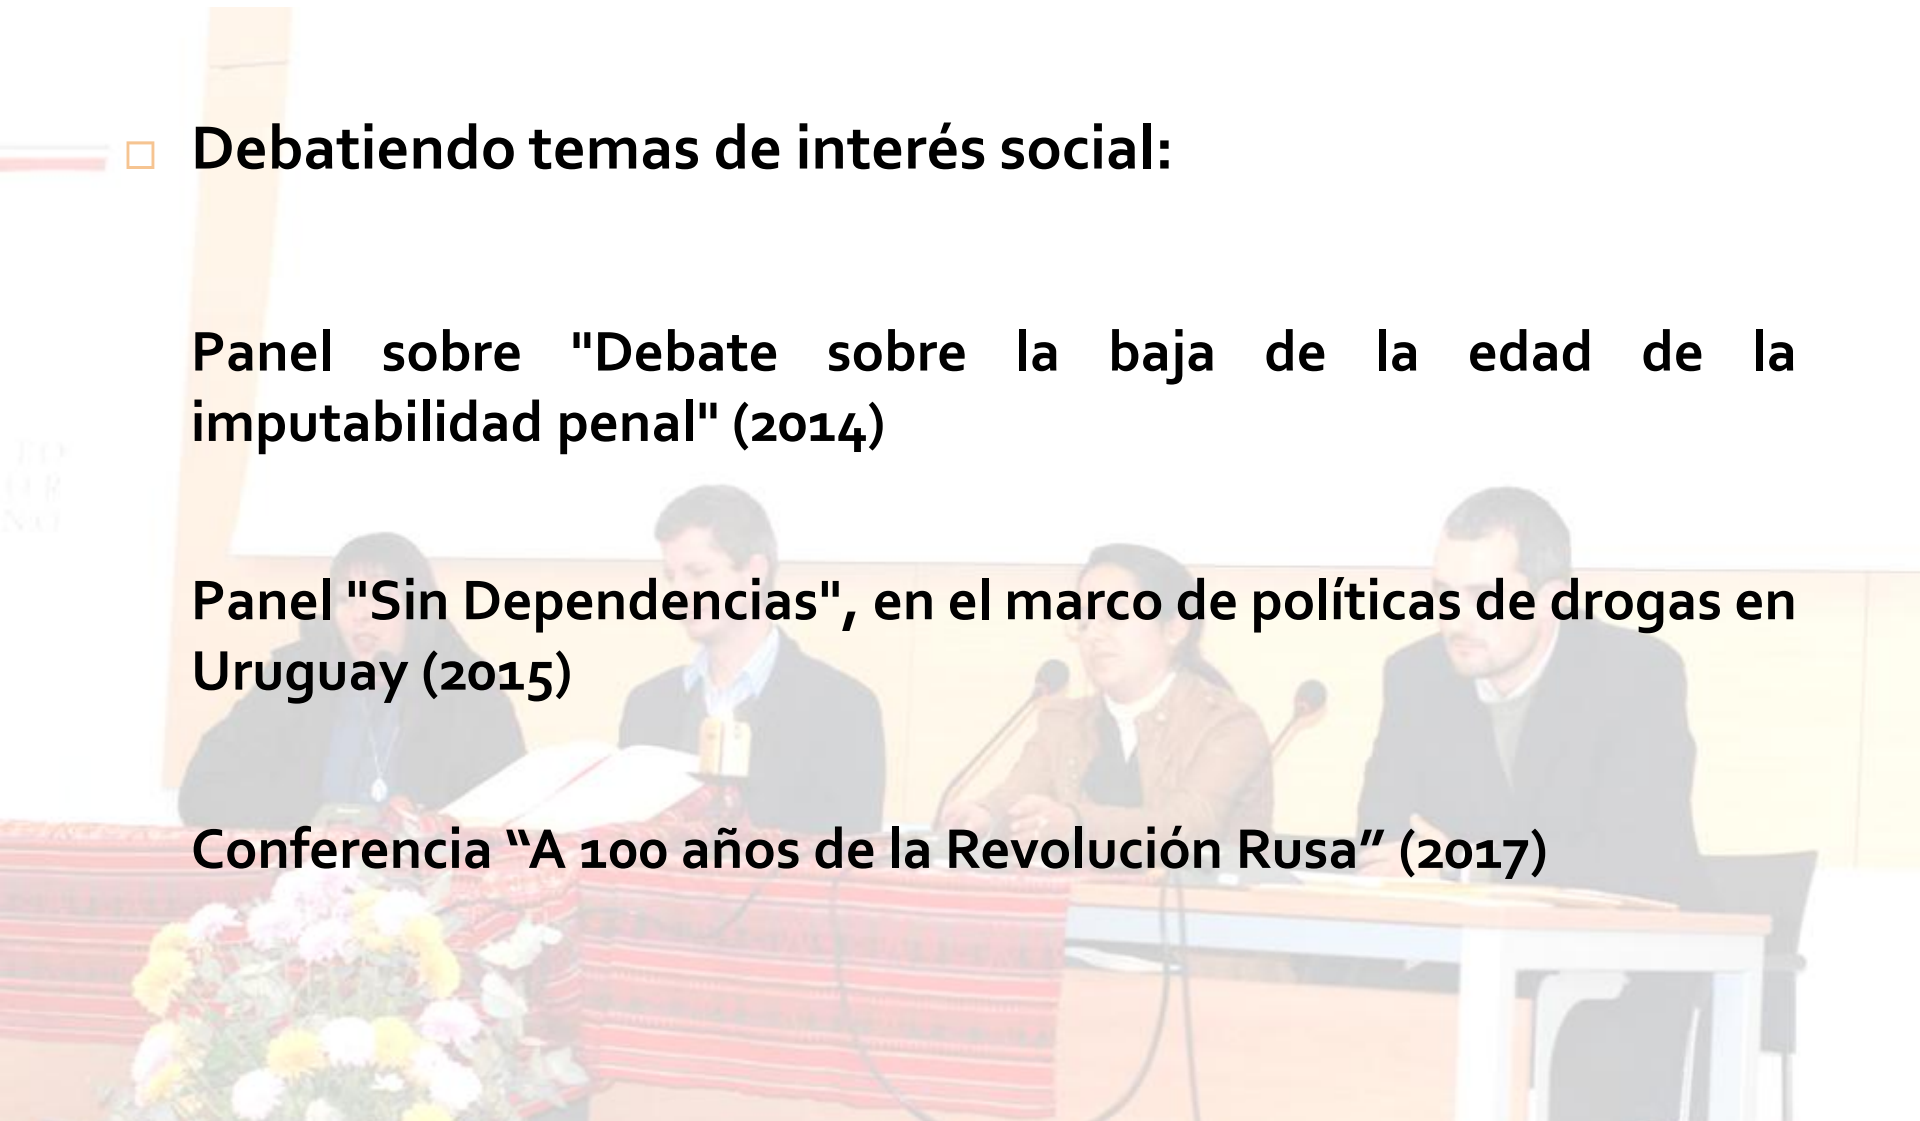 Debatiendo temas de interés social:
Panel sobre "Debate sobre la baja de la edad de la
imputabilidad penal" (2014)
Panel "Sin Dependencias", en el marco de políticas de drogas en
Uruguay (2015)
Conferencia “A 100 años de la Revolución Rusa” (2017)